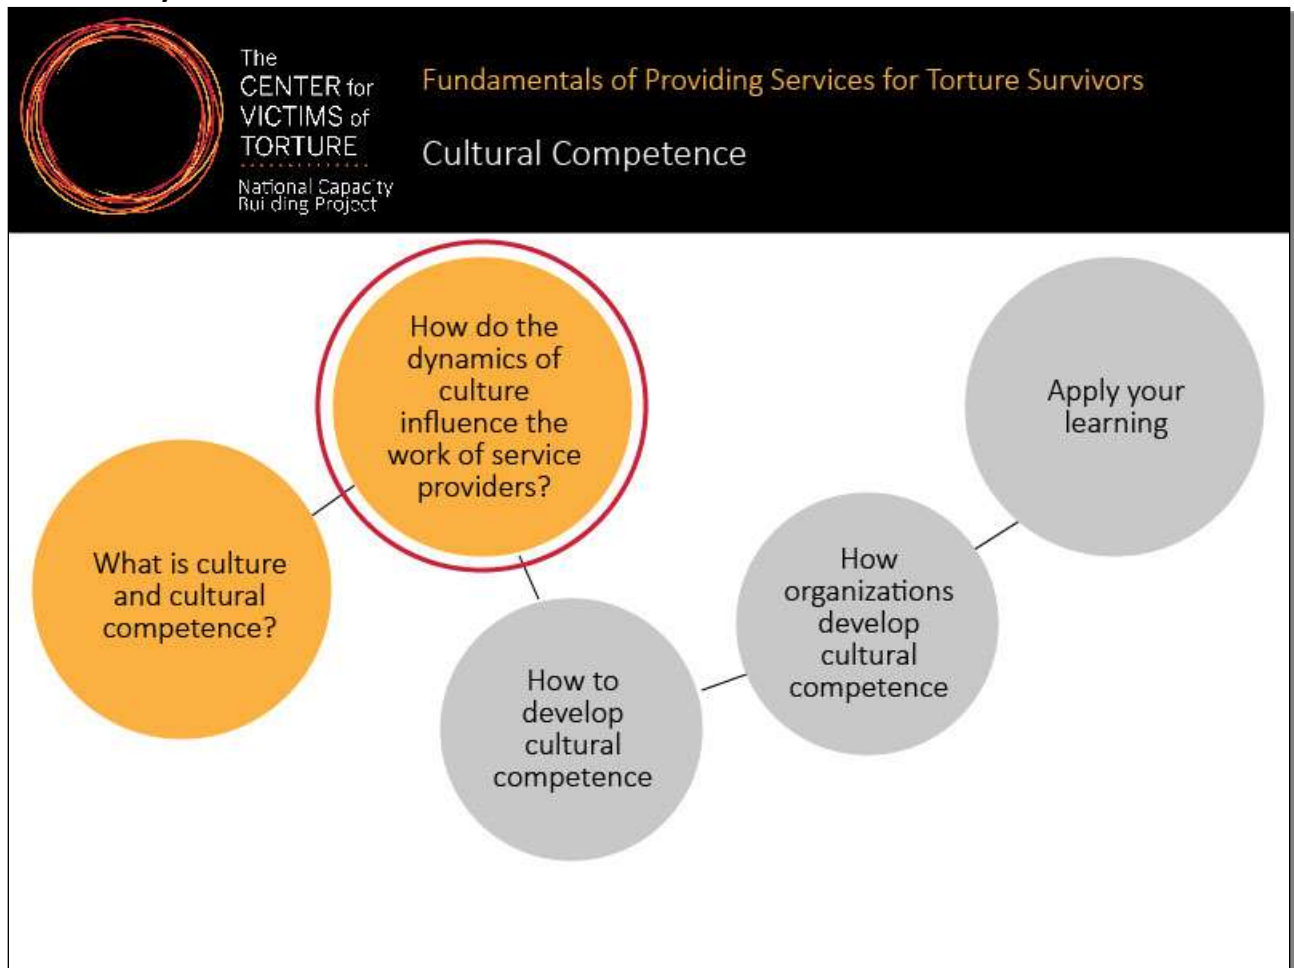 The
CENTER for
VICTIMS of
TORTURE
National Capacity
Building Project
Fundamentals of Providing Services for Torture Survivors
Cultural Competence
What is culture
and cultural
competence?
How do the
dynamics of
culture
influence the
work of service
providers?
How to
develop
cultural
competence
How
organizations
develop
cultural
competence
Apply your
learning